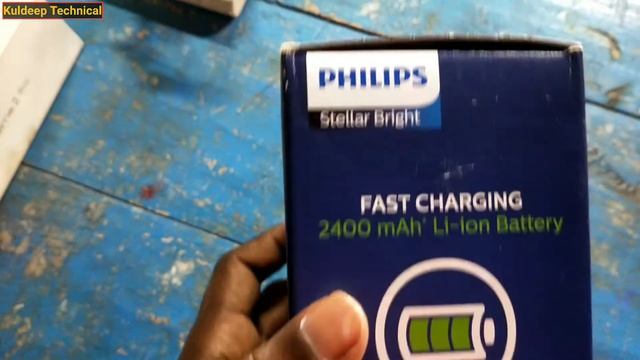 Kuldeep Technical
PHILIPS
Stellar Bright
FAST CHARGING
2400 mAh* Li-Ion Battery